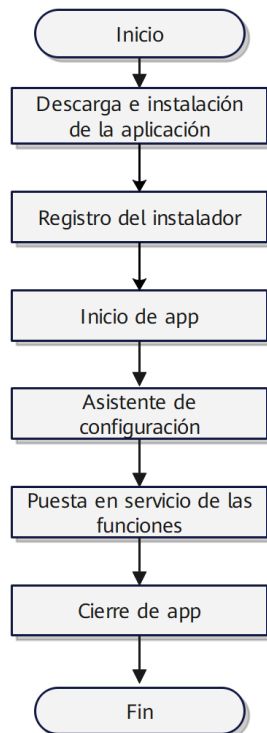 Inicio
Descarga e instalación
de la aplicación
Registro del instalador
Inicio de app
Asistente de
configuración
Puesta en servicio de las
funciones
Cierre de app
Fin